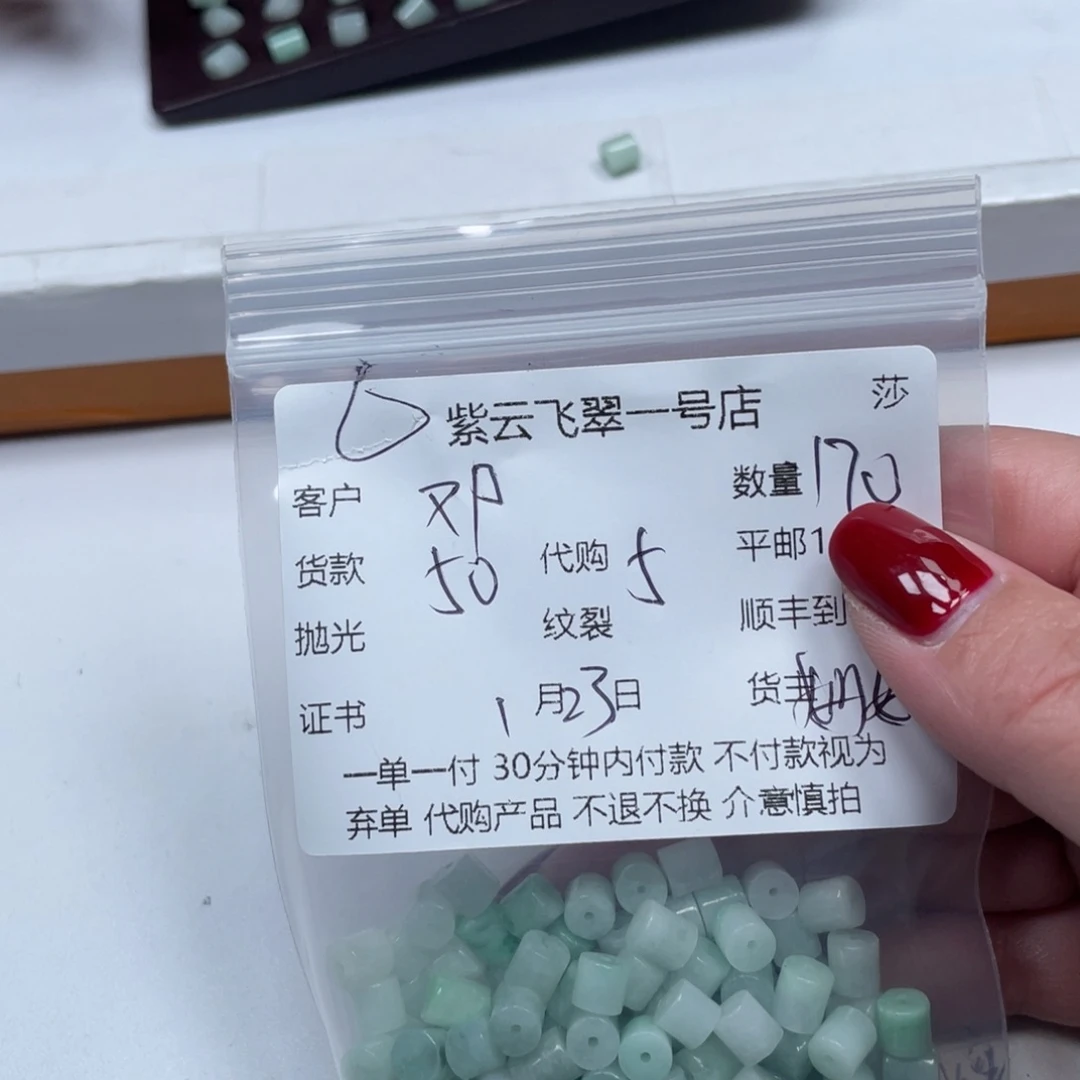 紫云飞翠一号店 莎
客户 数量 170
货款 50 代购 5 平邮1
抛光 纹裂 顺丰到
证书 1月23日 货主
一单一付 30分钟内付款 不付款视为
弃单 代购产品 不退不换 介意慎拍